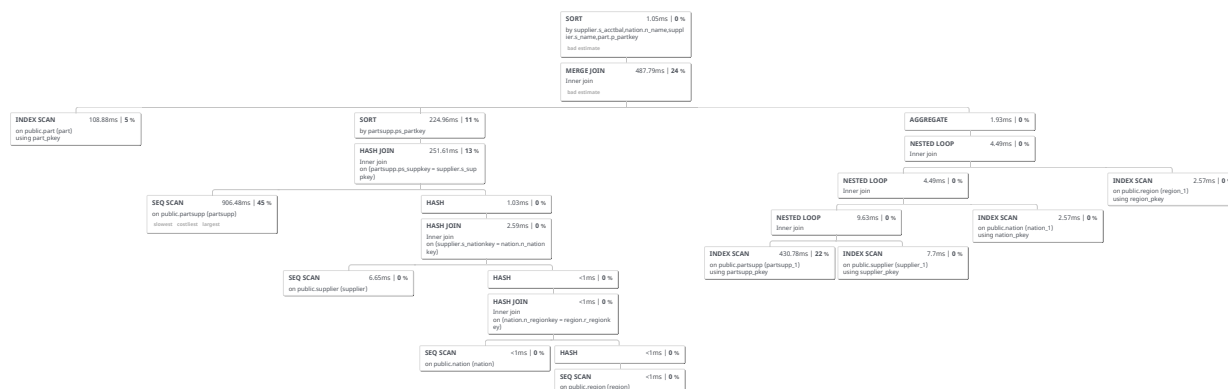 SORT 1.05ms | 0 %
by supplier.s_acctbal,nation.n_name,suppl
ier.s_name,part.p_partkey
bad estimate
MERGE JOIN 487.79ms | 24 %
Inner join
bad estimate
INDEX SCAN 108.88ms | 5 %
on public.part (part)
using part_pkey
SORT 224.96ms | 11 %
by partsupp.ps_partkey
AGGREGATE 1.93ms | 0 %
HASH JOIN 251.61ms | 13 %
Inner join
on (partsupp.ps_suppkey = supplier.s_sup
pkey)
NESTED LOOP 4.49ms | 0 %
Inner join
SEQ SCAN 906.48ms | 45 %
on public.partsupp (partsupp)
slowest costliest largest
HASH 1.03ms | 0 %
NESTED LOOP 4.49ms | 0 %
Inner join
INDEX SCAN 2.57ms | 0
on public.region (region_1)
using region_pkey
HASH JOIN 2.59ms | 0 %
Inner join
on (supplier.s_nationkey = nation.n_nation
key)
NESTED LOOP 9.63ms | 0 %
Inner join
INDEX SCAN 2.57ms | 0 %
on public.nation (nation_1)
using nation_pkey
SEQ SCAN 6.65ms | 0 %
on public.supplier (supplier)
HASH <1ms | 0 %
INDEX SCAN 430.78ms | 22 %
on public.partsupp (partsupp_1)
using partsupp_pkey
INDEX SCAN 7.7ms | 0 %
on public.supplier (supplier_1)
using supplier_pkey
HASH JOIN <1ms | 0 %
Inner join
on (nation.n_regionkey = region.r_regionk
ey)
SEQ SCAN <1ms | 0 %
on public.nation (nation)
HASH <1ms | 0 %
SEQ SCAN <1ms | 0 %
on public.region (region)